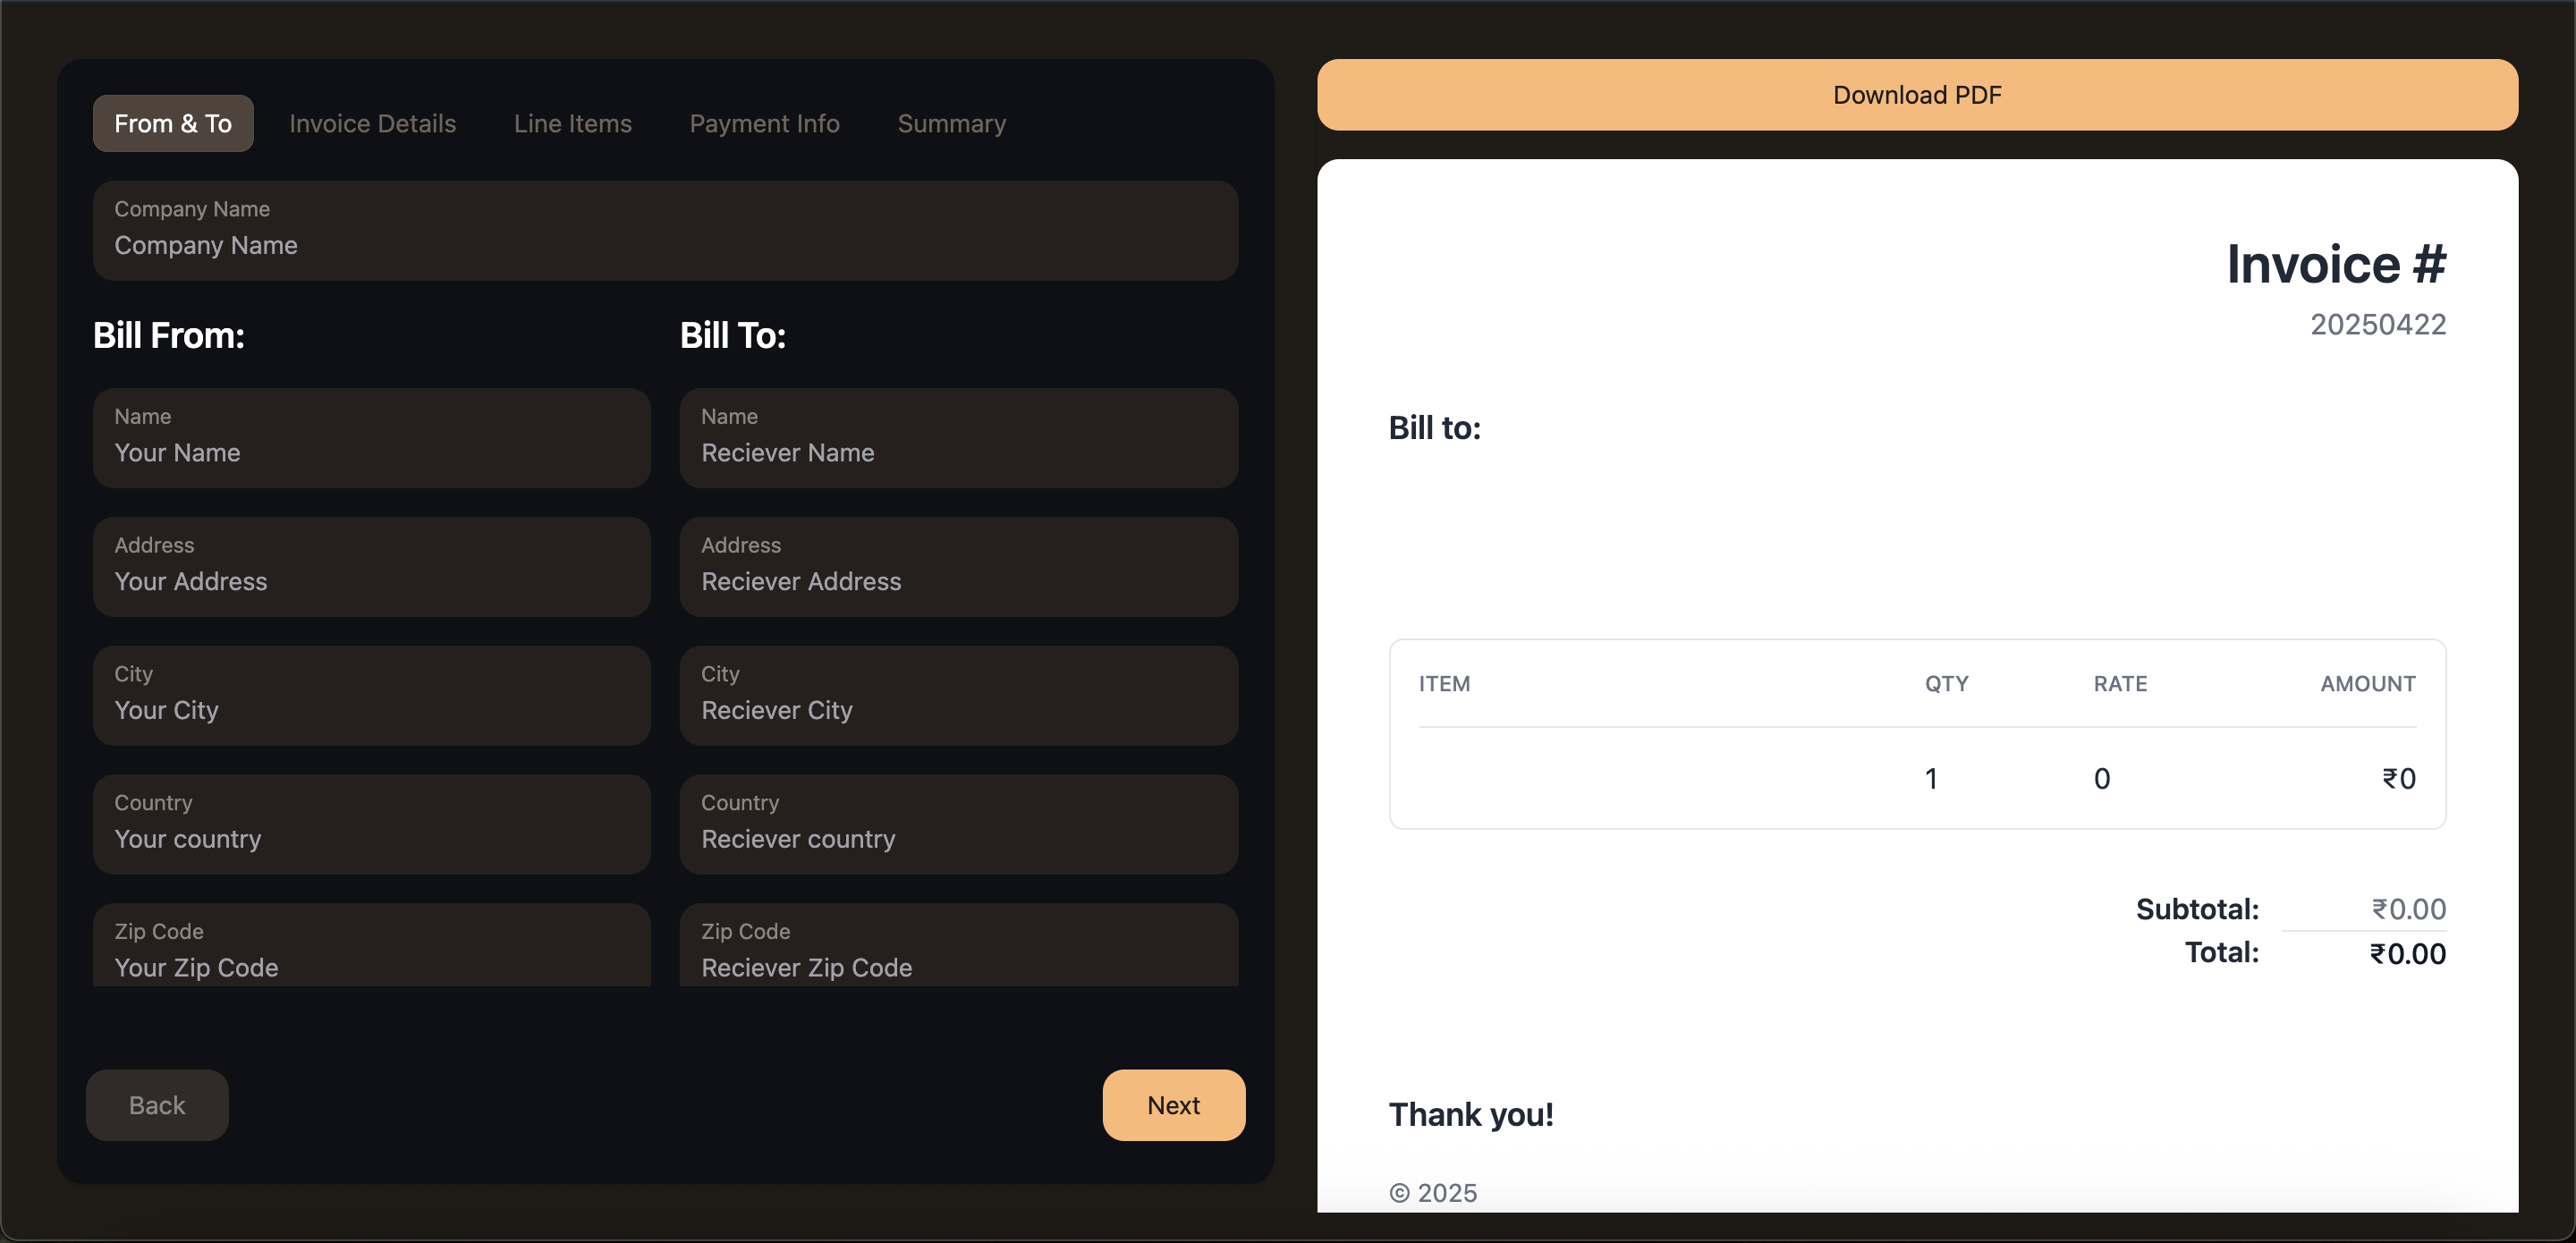 From & To Invoice Details Line Items Payment Info Summary
Company Name
Company Name
Bill From:
Name
Your Name
Address
Your Address
City
Your City
Country
Your country
Zip Code
Your Zip Code
Bill To:
Name
Reciever Name
Address
Reciever Address
City
Reciever City
Country
Reciever country
Zip Code
Reciever Zip Code
Back
Next
Download PDF
Invoice #
20250422
Bill to:
ITEM QTY RATE AMOUNT
1 0 ₹0
Subtotal: ₹0.00
Total: ₹0.00
Thank you!
© 2025